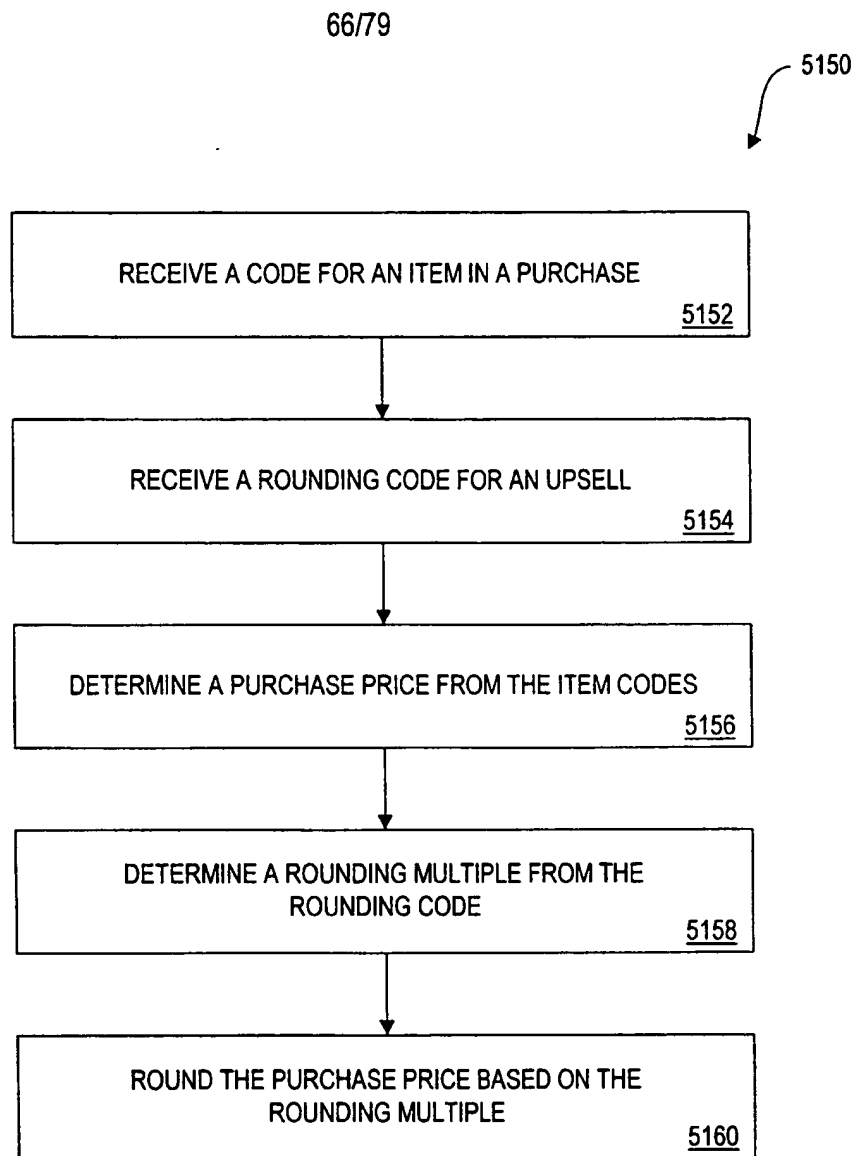 66/79
5150
RECEIVE A CODE FOR AN ITEM IN A PURCHASE
5152
RECEIVE A ROUNDING CODE FOR AN UPSELL
5154
DETERMINE A PURCHASE PRICE FROM THE ITEM CODES
5156
DETERMINE A ROUNDING MULTIPLE FROM THE
ROUNDING CODE
5158
ROUND THE PURCHASE PRICE BASED ON THE
ROUNDING MULTIPLE
5160